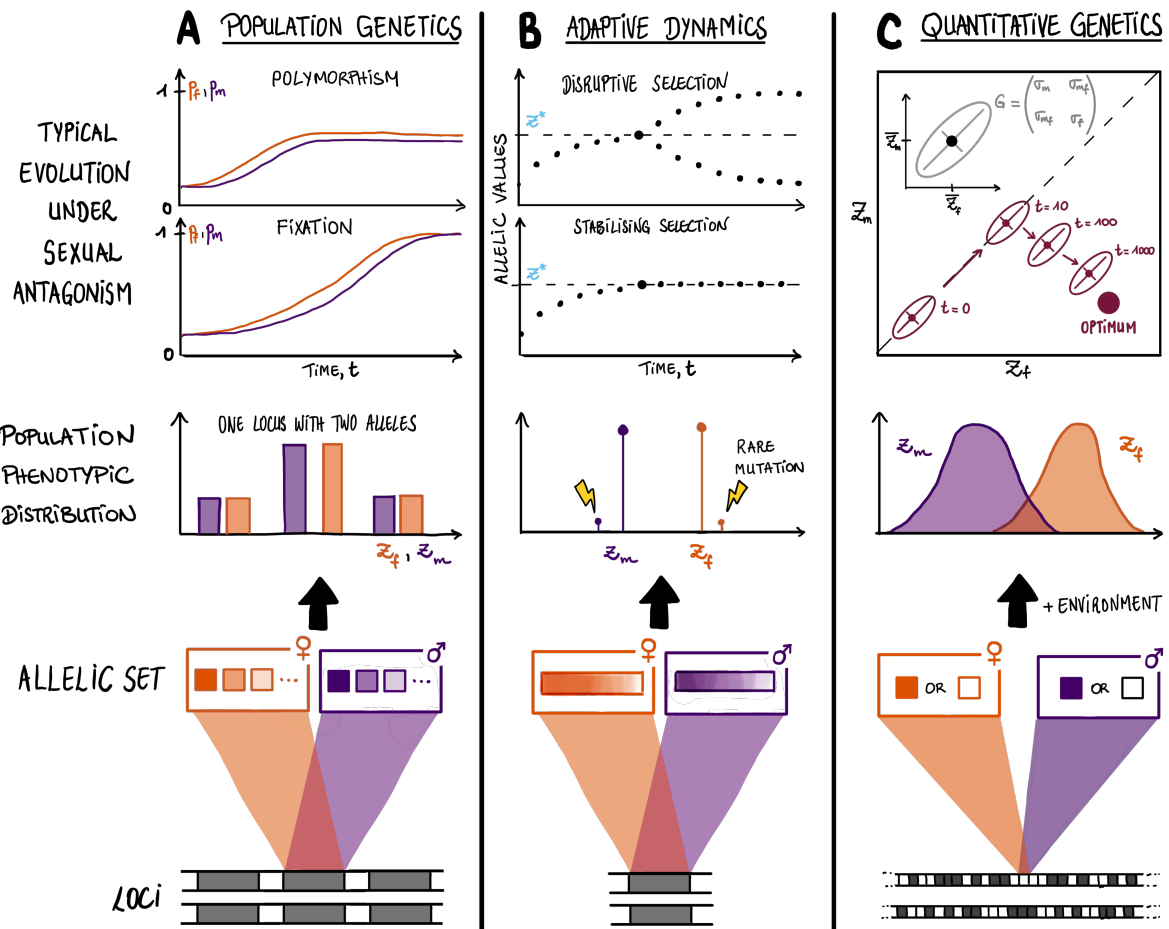 A POPULATION GENETICS
B ADAPTIVE DYNAMICS
C QUANTITATIVE GENETICS
TYPICAL
EVOLUTION
UNDER
SEXUAL
ANTAGONISM
1
Pf, Pm
POLYMORPHISM
0
1
Pf, Pm
FIXATION
0
TIME, t
ALLELIC VALUES
DISRUPTIVE SELECTION
z*
0
STABILISING SELECTION
z*
0
TIME, t
G = (σm σmf
σmf σf)
z̄m
z̄f
zm
t=0
t=10
t=100
t=1000
OPTIMUM
zf
POPULATION
PHENOTYPIC
DISTRIBUTION
ONE LOCUS WITH TWO ALLELES
zf, zm
RARE
MUTATION
zm
zf
zm
zf
+ ENVIRONMENT
ALLELIC SET
♀
...
♂
...
♀
♂
♀
OR
♂
OR
LOCI